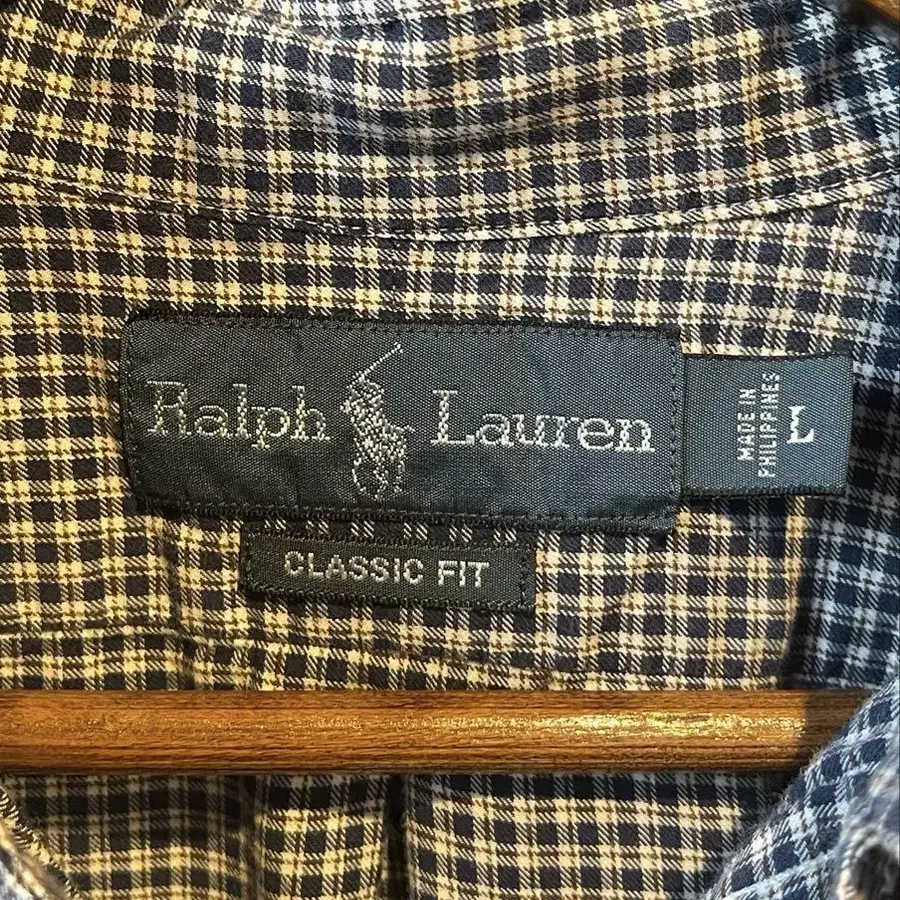 Ralph Lauren
MADE IN
PHILIPPINES
L
CLASSIC FIT